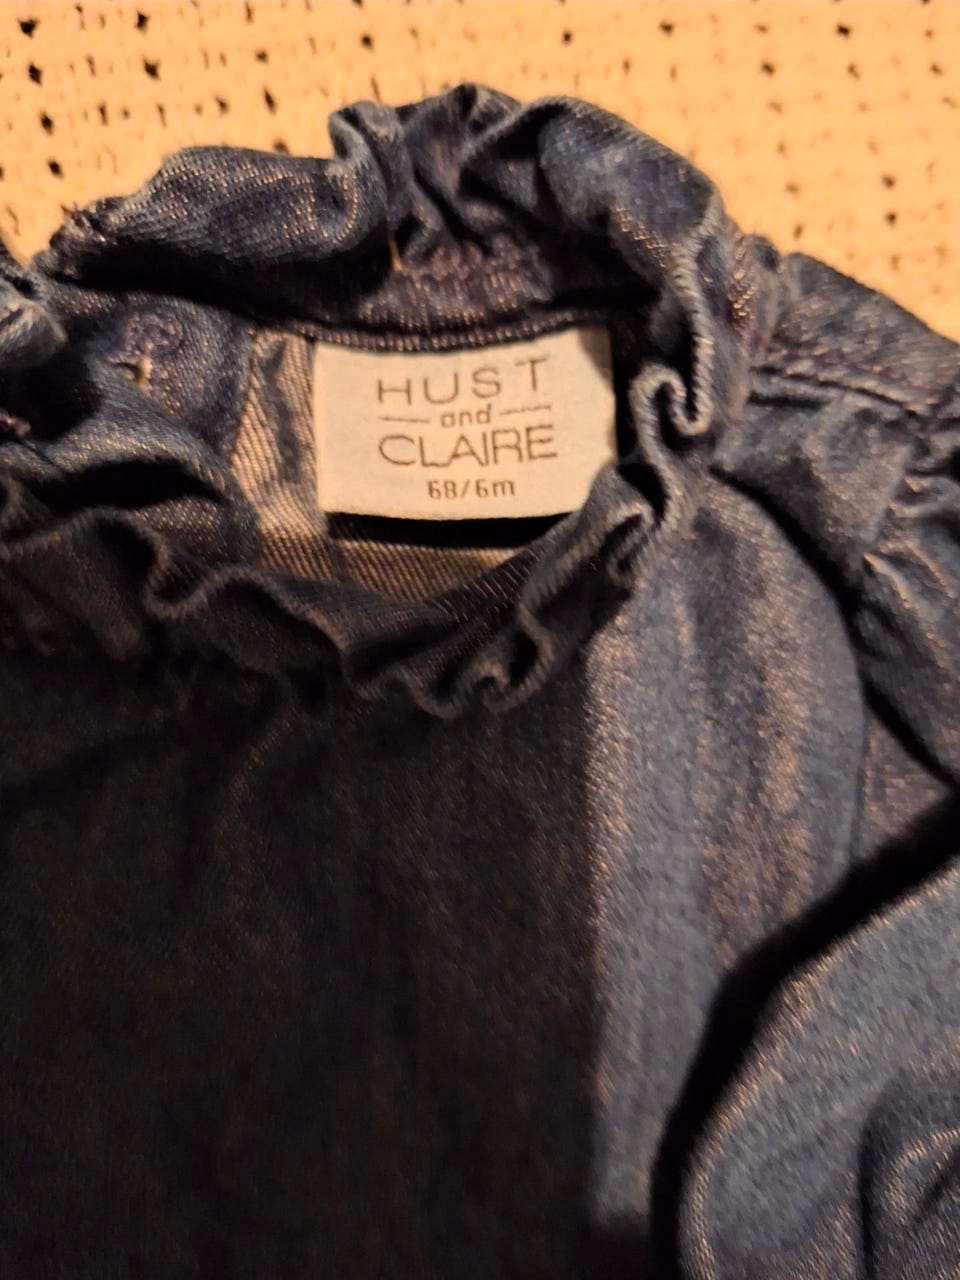 HUST
and
CLAIRE
68/6m